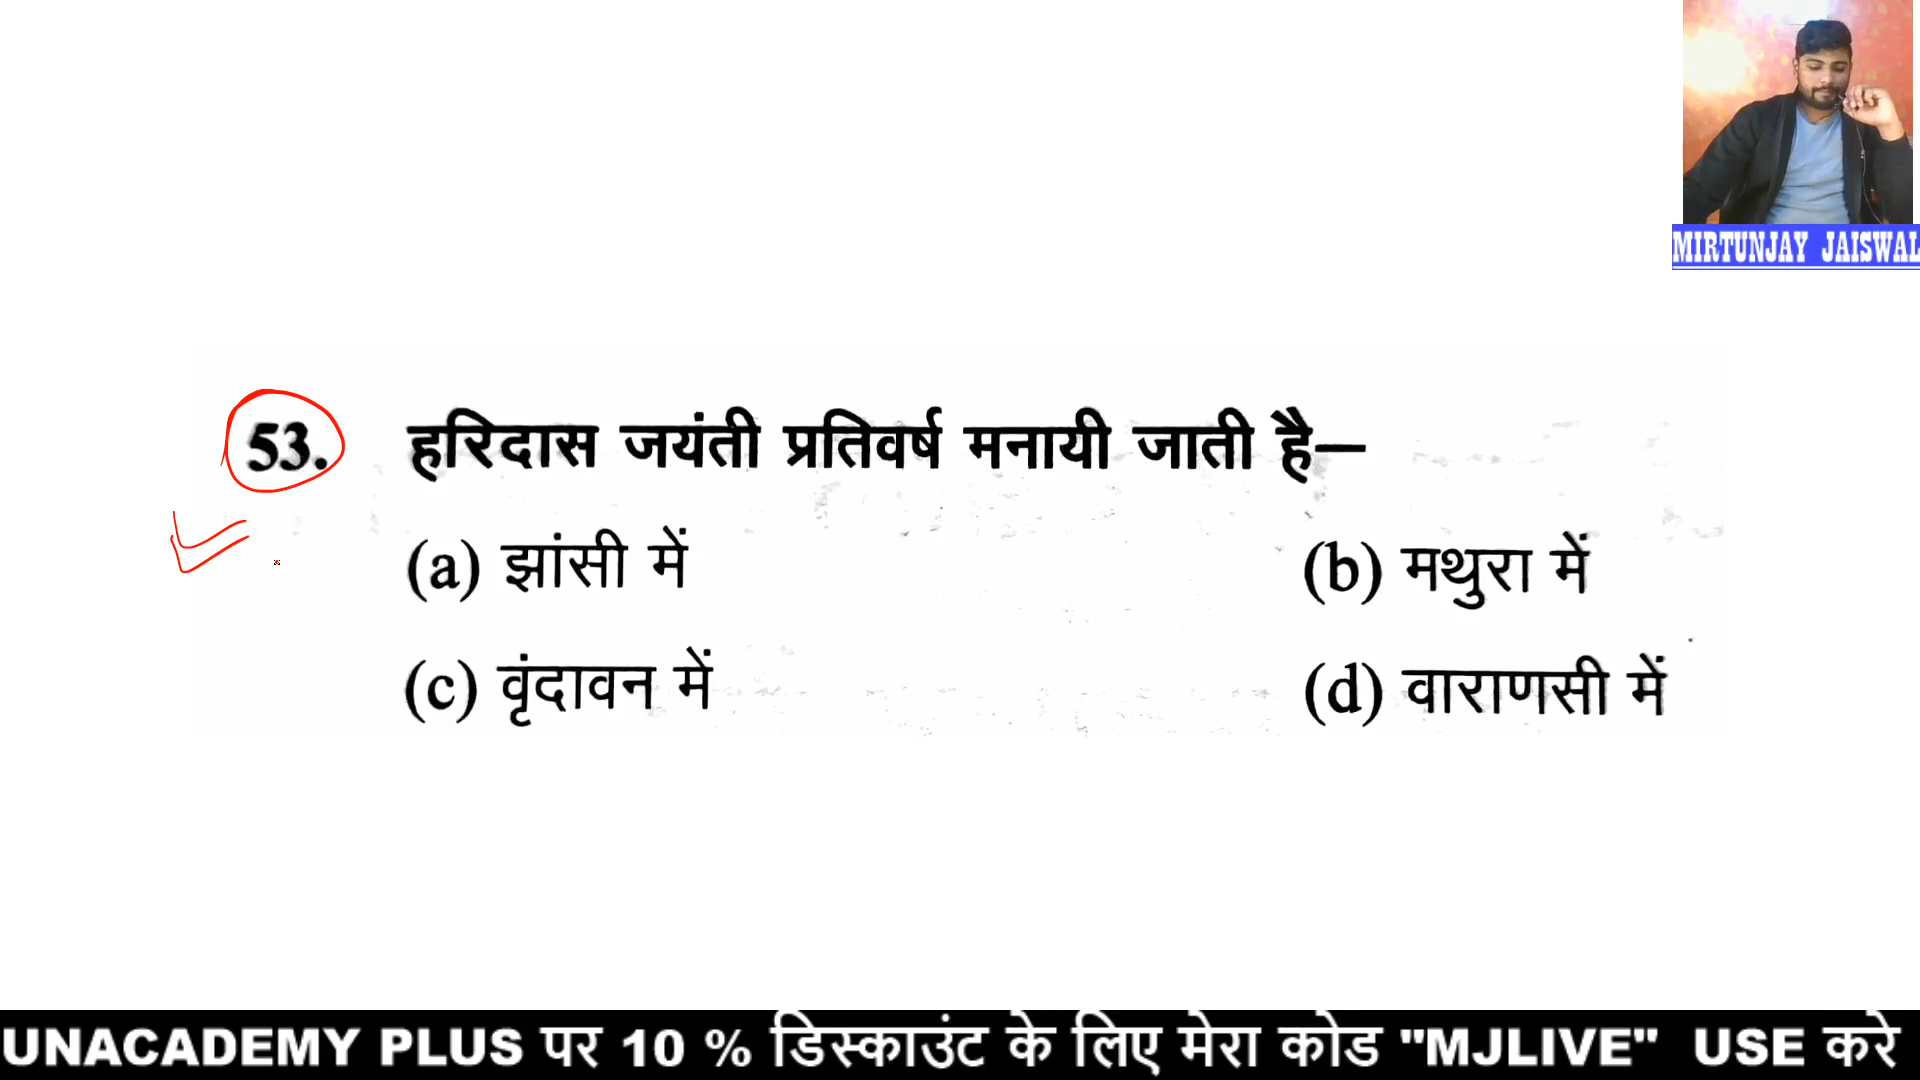 MIRTUNJAY JAISWAL
53. हरिदास जयंती प्रतिवर्ष मनायी जाती है—
(a) झांसी में (b) मथुरा में
(c) वृंदावन में (d) वाराणसी में
UNACADEMY PLUS पर 10 % डिस्काउंट के लिए मेरा कोड "MJLIVE" USE करे